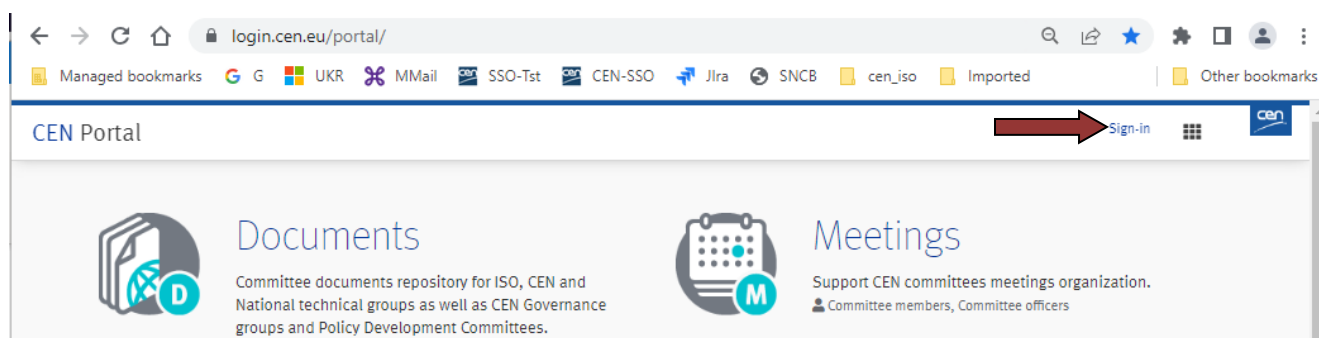 login.cen.eu/portal/
Managed bookmarks G G UKR MMail SSO-Tst CEN-SSO JIra SNCB cen_iso Imported Other bookmarks
CEN Portal Sign-in cen
Documents
Committee documents repository for ISO, CEN and
National technical groups as well as CEN Governance
groups and Policy Development Committees.
D
Meetings
Support CEN committees meetings organization.
Committee members, Committee officers
M